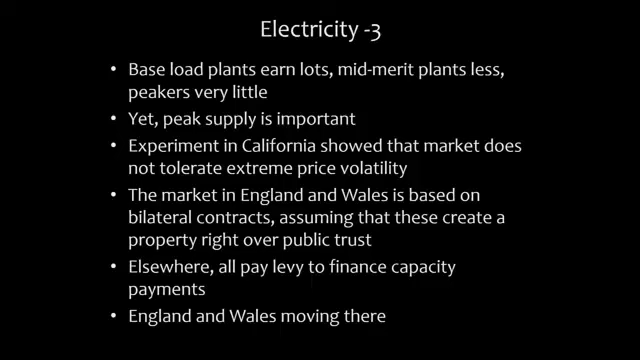 Electricity -3
• Base load plants earn lots, mid-merit plants less,
peakers very little
• Yet, peak supply is important
• Experiment in California showed that market does
not tolerate extreme price volatility
• The market in England and Wales is based on
bilateral contracts, assuming that these create a
property right over public trust
• Elsewhere, all pay levy to finance capacity
payments
• England and Wales moving there